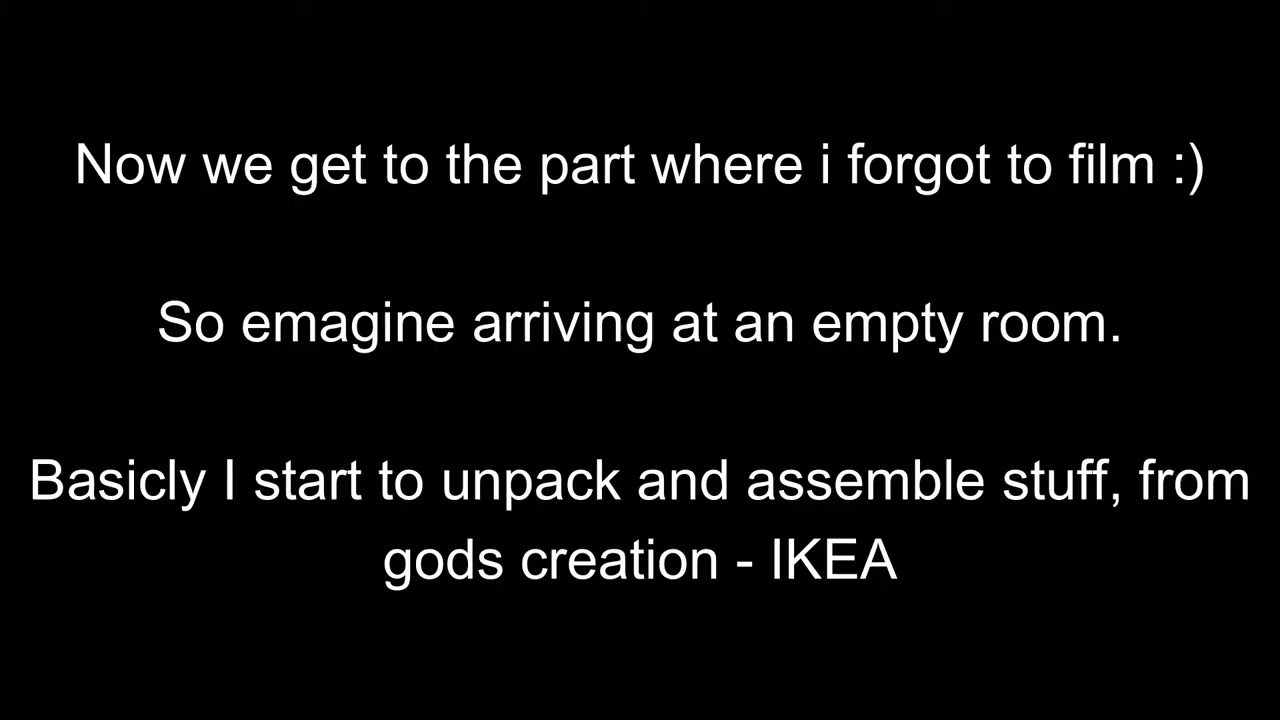 Now we get to the part where i forgot to film :)
So emagine arriving at an empty room.
Basicly I start to unpack and assemble stuff, from
gods creation - IKEA